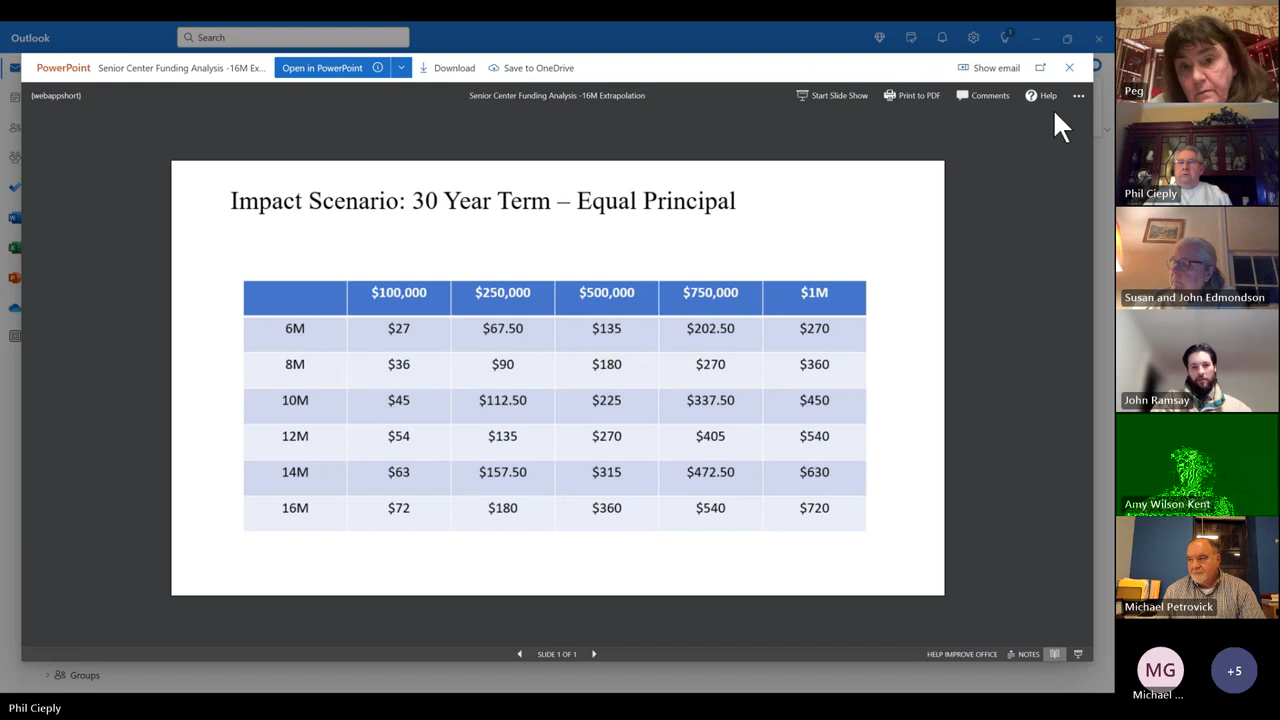 Outlook
Search
PowerPoint Senior Center Funding Analysis -16M Ex... Open in PowerPoint Download Save to OneDrive Show email
{webappshort} Senior Center Funding Analysis -16M Extrapolation Start Slide Show Print to PDF Comments Help
Impact Scenario: 30 Year Term – Equal Principal
$100,000 $250,000 $500,000 $750,000 $1M
6M $27 $67.50 $135 $202.50 $270
8M $36 $90 $180 $270 $360
10M $45 $112.50 $225 $337.50 $450
12M $54 $135 $270 $405 $540
14M $63 $157.50 $315 $472.50 $630
16M $72 $180 $360 $540 $720
SLIDE 1 OF 1 HELP IMPROVE OFFICE NOTES
Groups
Phil Cieply
Peg
Phil Cieply
Susan and John Edmondson
John Ramsay
Amy Wilson Kent
Michael Petrovick
MG
Michael ...
+5